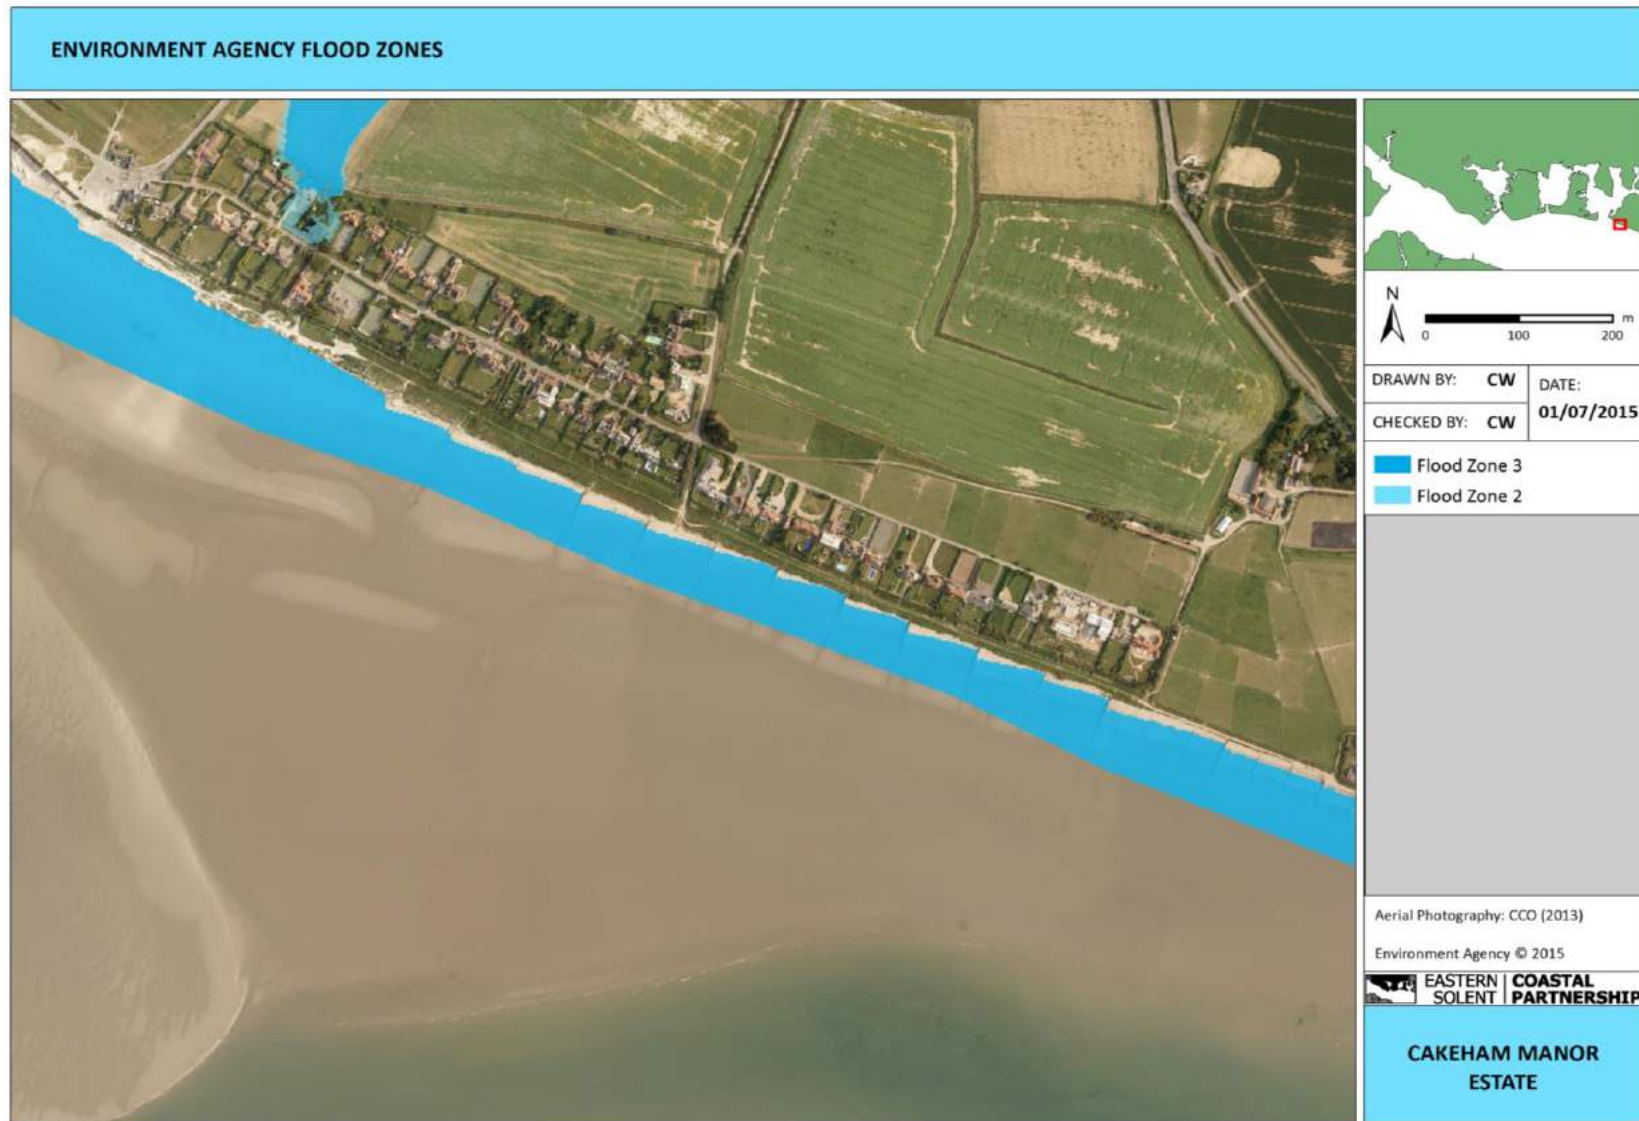 ENVIRONMENT AGENCY FLOOD ZONES
N
m
0 100 200
DRAWN BY: CW
DATE:
01/07/2015
CHECKED BY: CW
Flood Zone 3
Flood Zone 2
Aerial Photography: CCO (2013)
Environment Agency © 2015
EASTERN SOLENT
COASTAL PARTNERSHIP
CAKEHAM MANOR
ESTATE